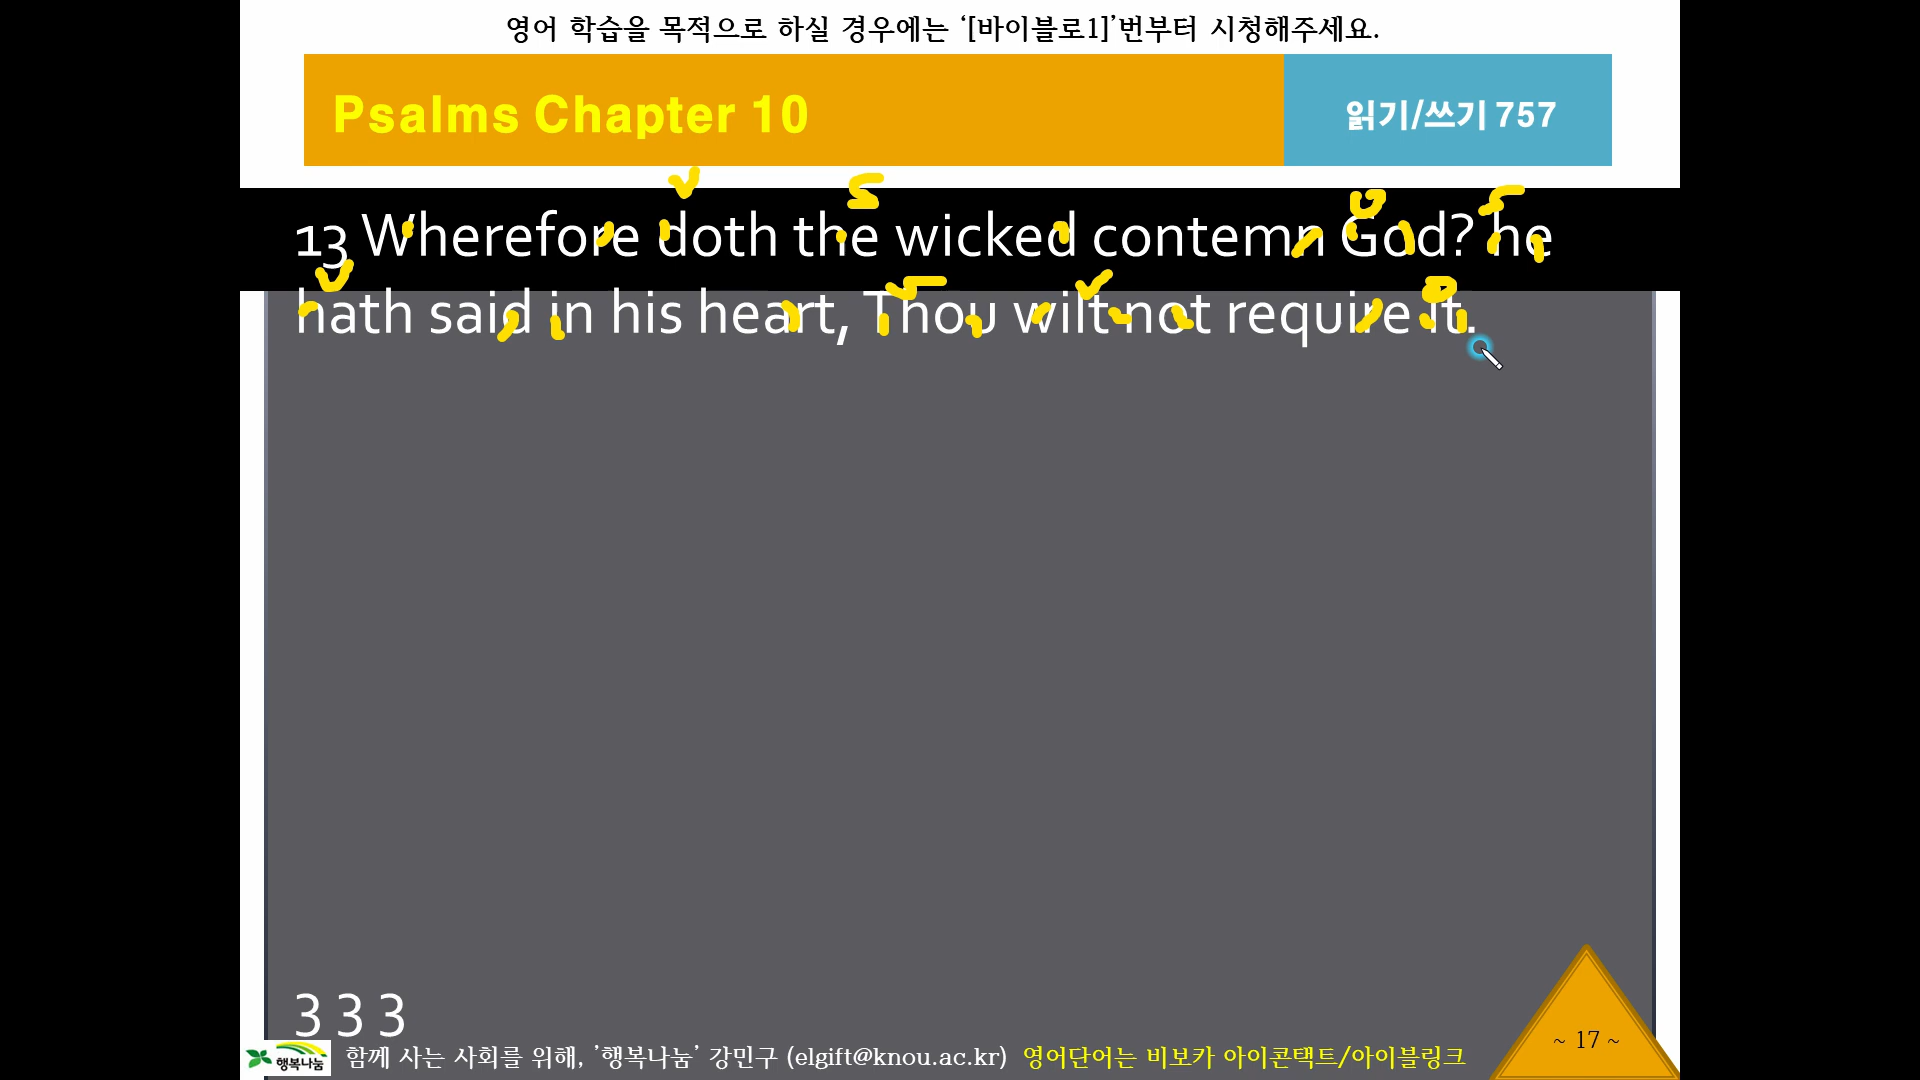 영어 학습을 목적으로 하실 경우에는 ‘[바이블로1]’번부터 시청해주세요.
Psalms Chapter 10
읽기/쓰기 757
13 Wherefore doth the wicked contemn God? he
hath said in his heart, Thou wilt not require it.
3 3 3
행복나눔 함께 사는 사회를 위해, ’행복나눔’ 강민구 (elgift@knou.ac.kr) 영어단어는 비보카 아이콘택트/아이블링크
~ 17 ~